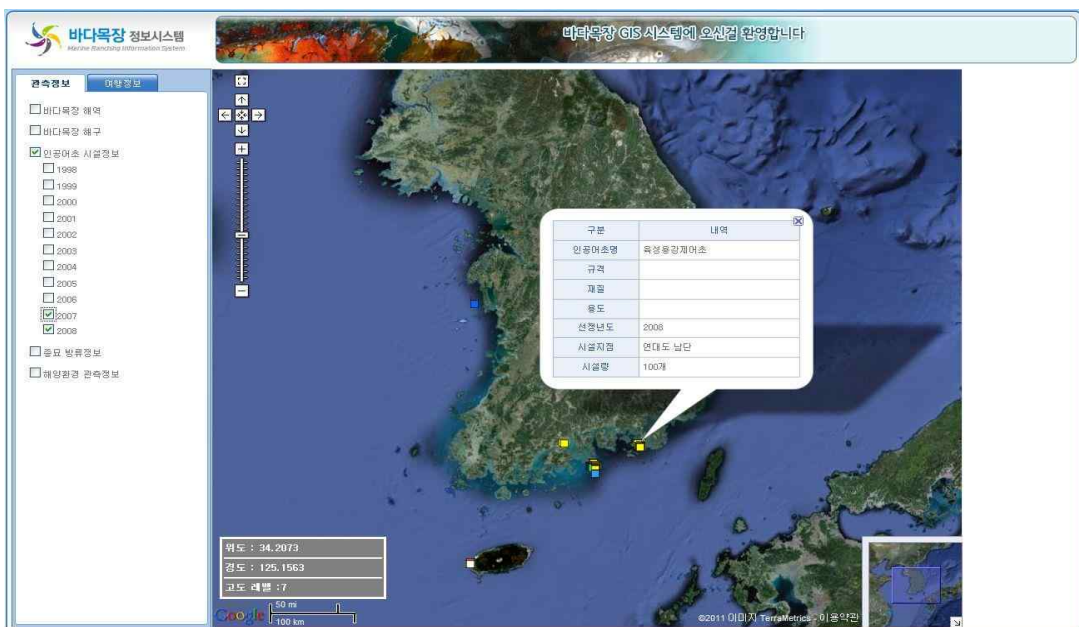 바다목장 정보시스템
Marine Ranching Information System
바다목장 GIS 시스템에 오신걸 환영합니다
관측정보
여행정보
바다목장 해역
바다목장 해구
인공어초 시설정보
1998
1999
2000
2001
2002
2003
2004
2005
2006
2007
2008
종묘 방류정보
해양환경 관측정보
구분 내역
인공어초명 육성용강제어초
규격
재질
용도
선정년도 2008
시설지점 연대도 남단
시설량 100개
위도 : 34.2073
경도 : 125.1563
고도 레벨 :7
Google
50 mi
100 km
©2011 이미지 TerraMetrics - 이용약관